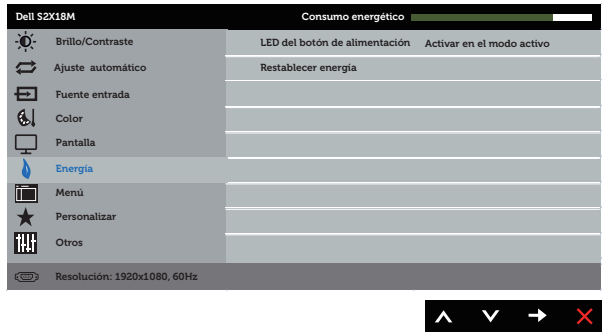 Dell S2X18M
Consumo energético
Brillo/Contraste
LED del botón de alimentación Activar en el modo activo
Ajuste automático
Restablecer energía
Fuente entrada
Color
Pantalla
Energía
Menú
Personalizar
Otros
Resolución: 1920x1080, 60Hz